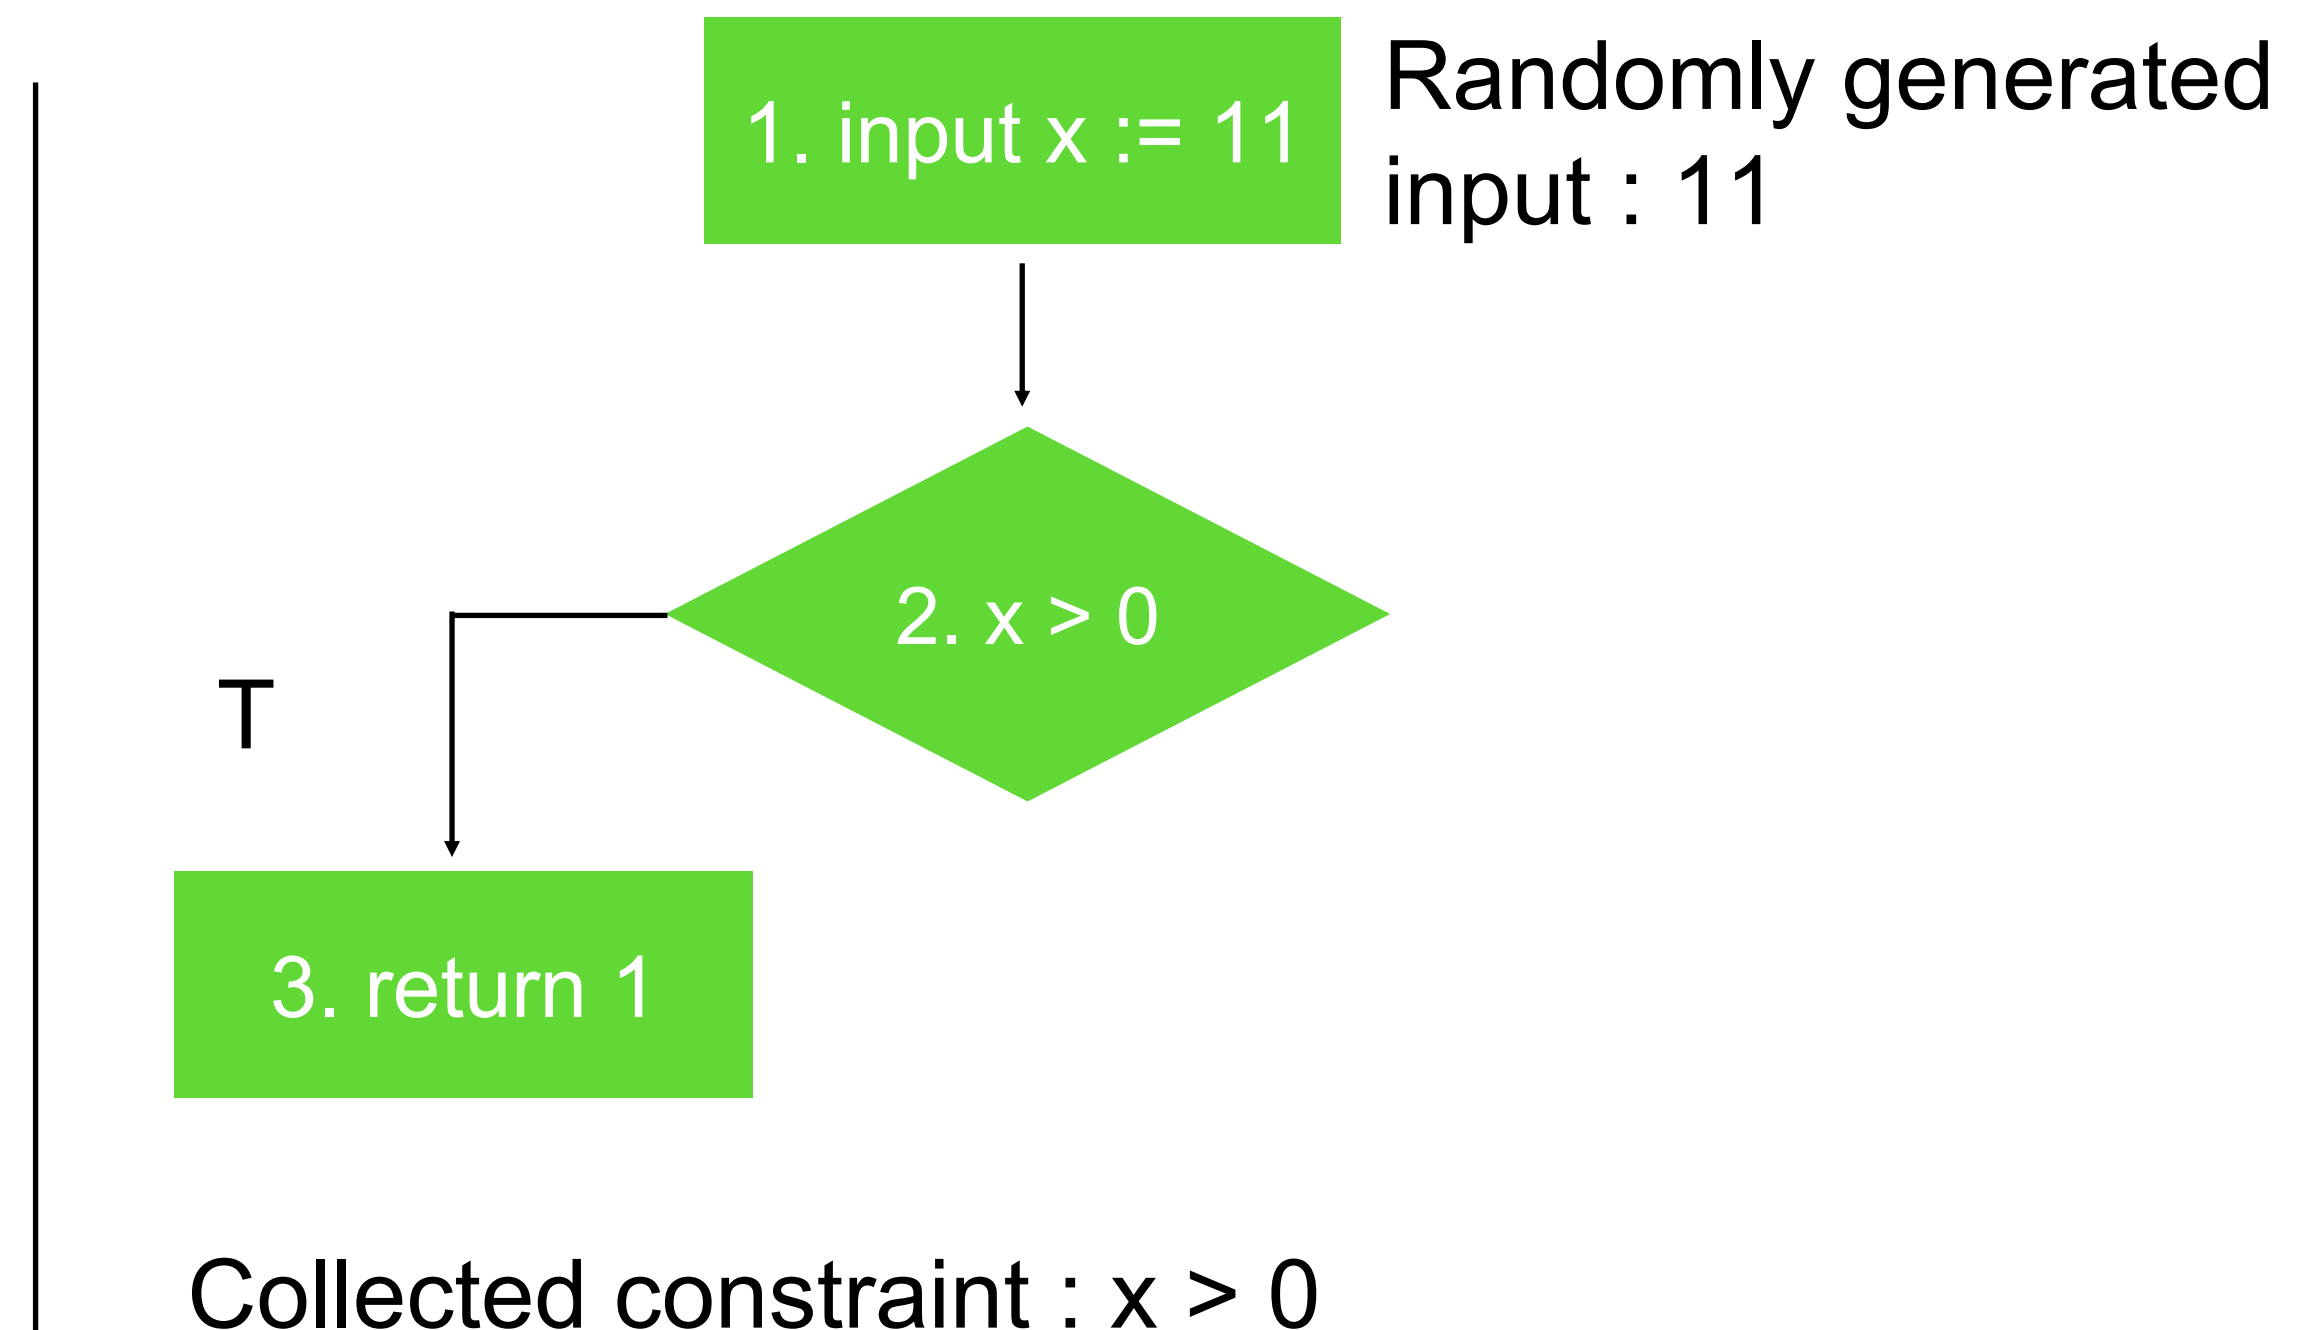 1. input x := 11
Randomly generated
input : 11
2. x > 0
T
3. return 1
Collected constraint : x > 0